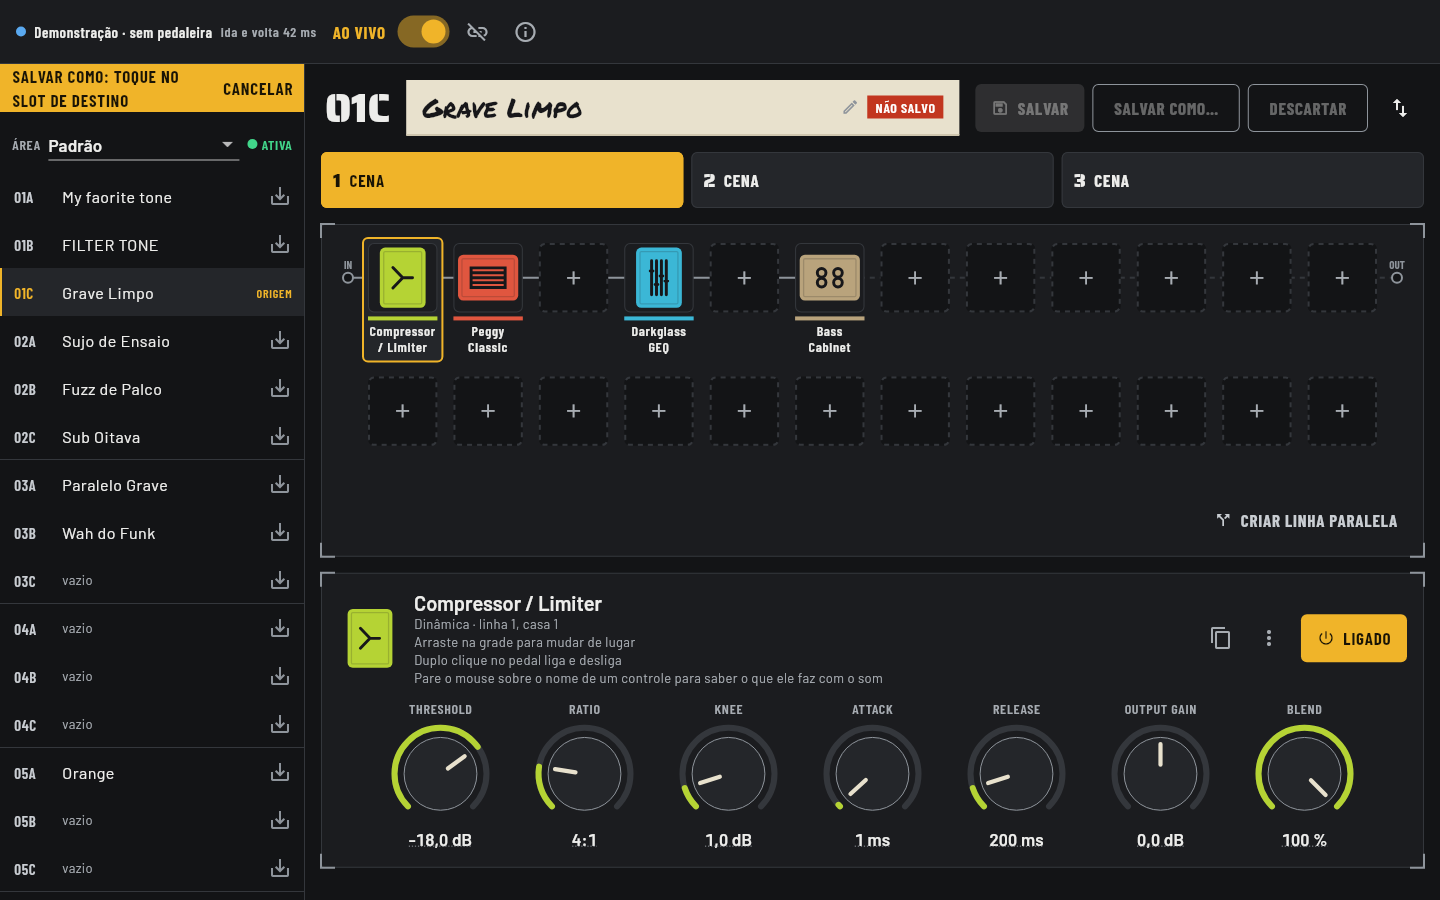 Demonstração · sem pedaleira Ida e volta 42 ms AO VIVO
SALVAR COMO: TOQUE NO
SLOT DE DESTINO
CANCELAR
ÁREA Padrão ATIVA
01A My faorite tone
01B FILTER TONE
01C Grave Limpo ORIGEM
02A Sujo de Ensaio
02B Fuzz de Palco
02C Sub Oitava
03A Paralelo Grave
03B Wah do Funk
03C vazio
04A vazio
04B vazio
04C vazio
05A Orange
05B vazio
05C vazio
01C Grave Limpo NÃO SALVO SALVAR SALVAR COMO... DESCARTAR
1 CENA 2 CENA 3 CENA
IN OUT
88
Compressor
/ Limiter
Peggy
Classic
Darkglass
GEQ
Bass
Cabinet
CRIAR LINHA PARALELA
Compressor / Limiter
Dinâmica · linha 1, casa 1
Arraste na grade para mudar de lugar
Duplo clique no pedal liga e desliga
Pare o mouse sobre o nome de um controle para saber o que ele faz com o som
LIGADO
THRESHOLD RATIO KNEE ATTACK RELEASE OUTPUT GAIN BLEND
-18,0 dB 4:1 1,0 dB 1 ms 200 ms 0,0 dB 100 %